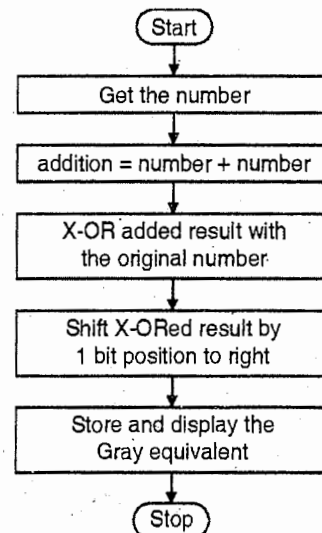 Start
Get the number
addition = number + number
X-OR added result with
the original number
Shift X-ORed result by
1 bit position to right
Store and display the
Gray equivalent
Stop